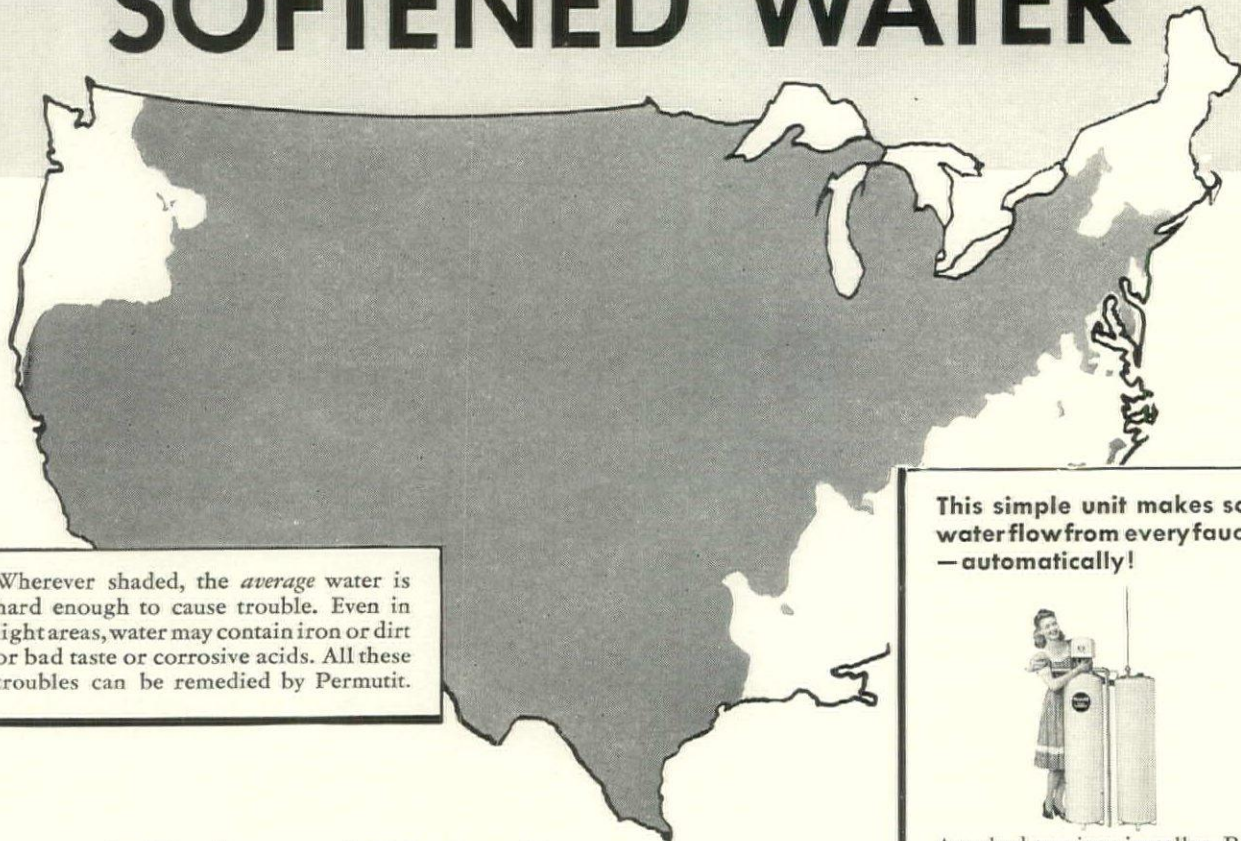 SOFTENED WATER
Wherever shaded, the average water is
hard enough to cause trouble. Even in
light areas, water may contain iron or dirt
or bad taste or corrosive acids. All these
troubles can be remedied by Permutit.
This simple unit makes
water flow from every
— automatically!